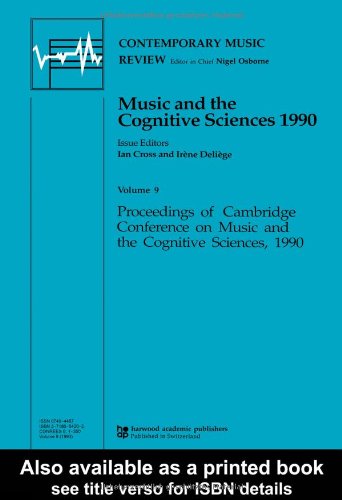 CONTEMPORARY MUSIC
REVIEW Editor in Chief Nigel Osborne
Music and the
Cognitive Sciences 1990
Issue Editors
Ian Cross and Irène Deliège
Volume 9
Proceedings of Cambridge
Conference on Music and
the Cognitive Sciences, 1990
harwood academic publishers
Published in Switzerland
Also available as a printed book
see title verso for ISBN details